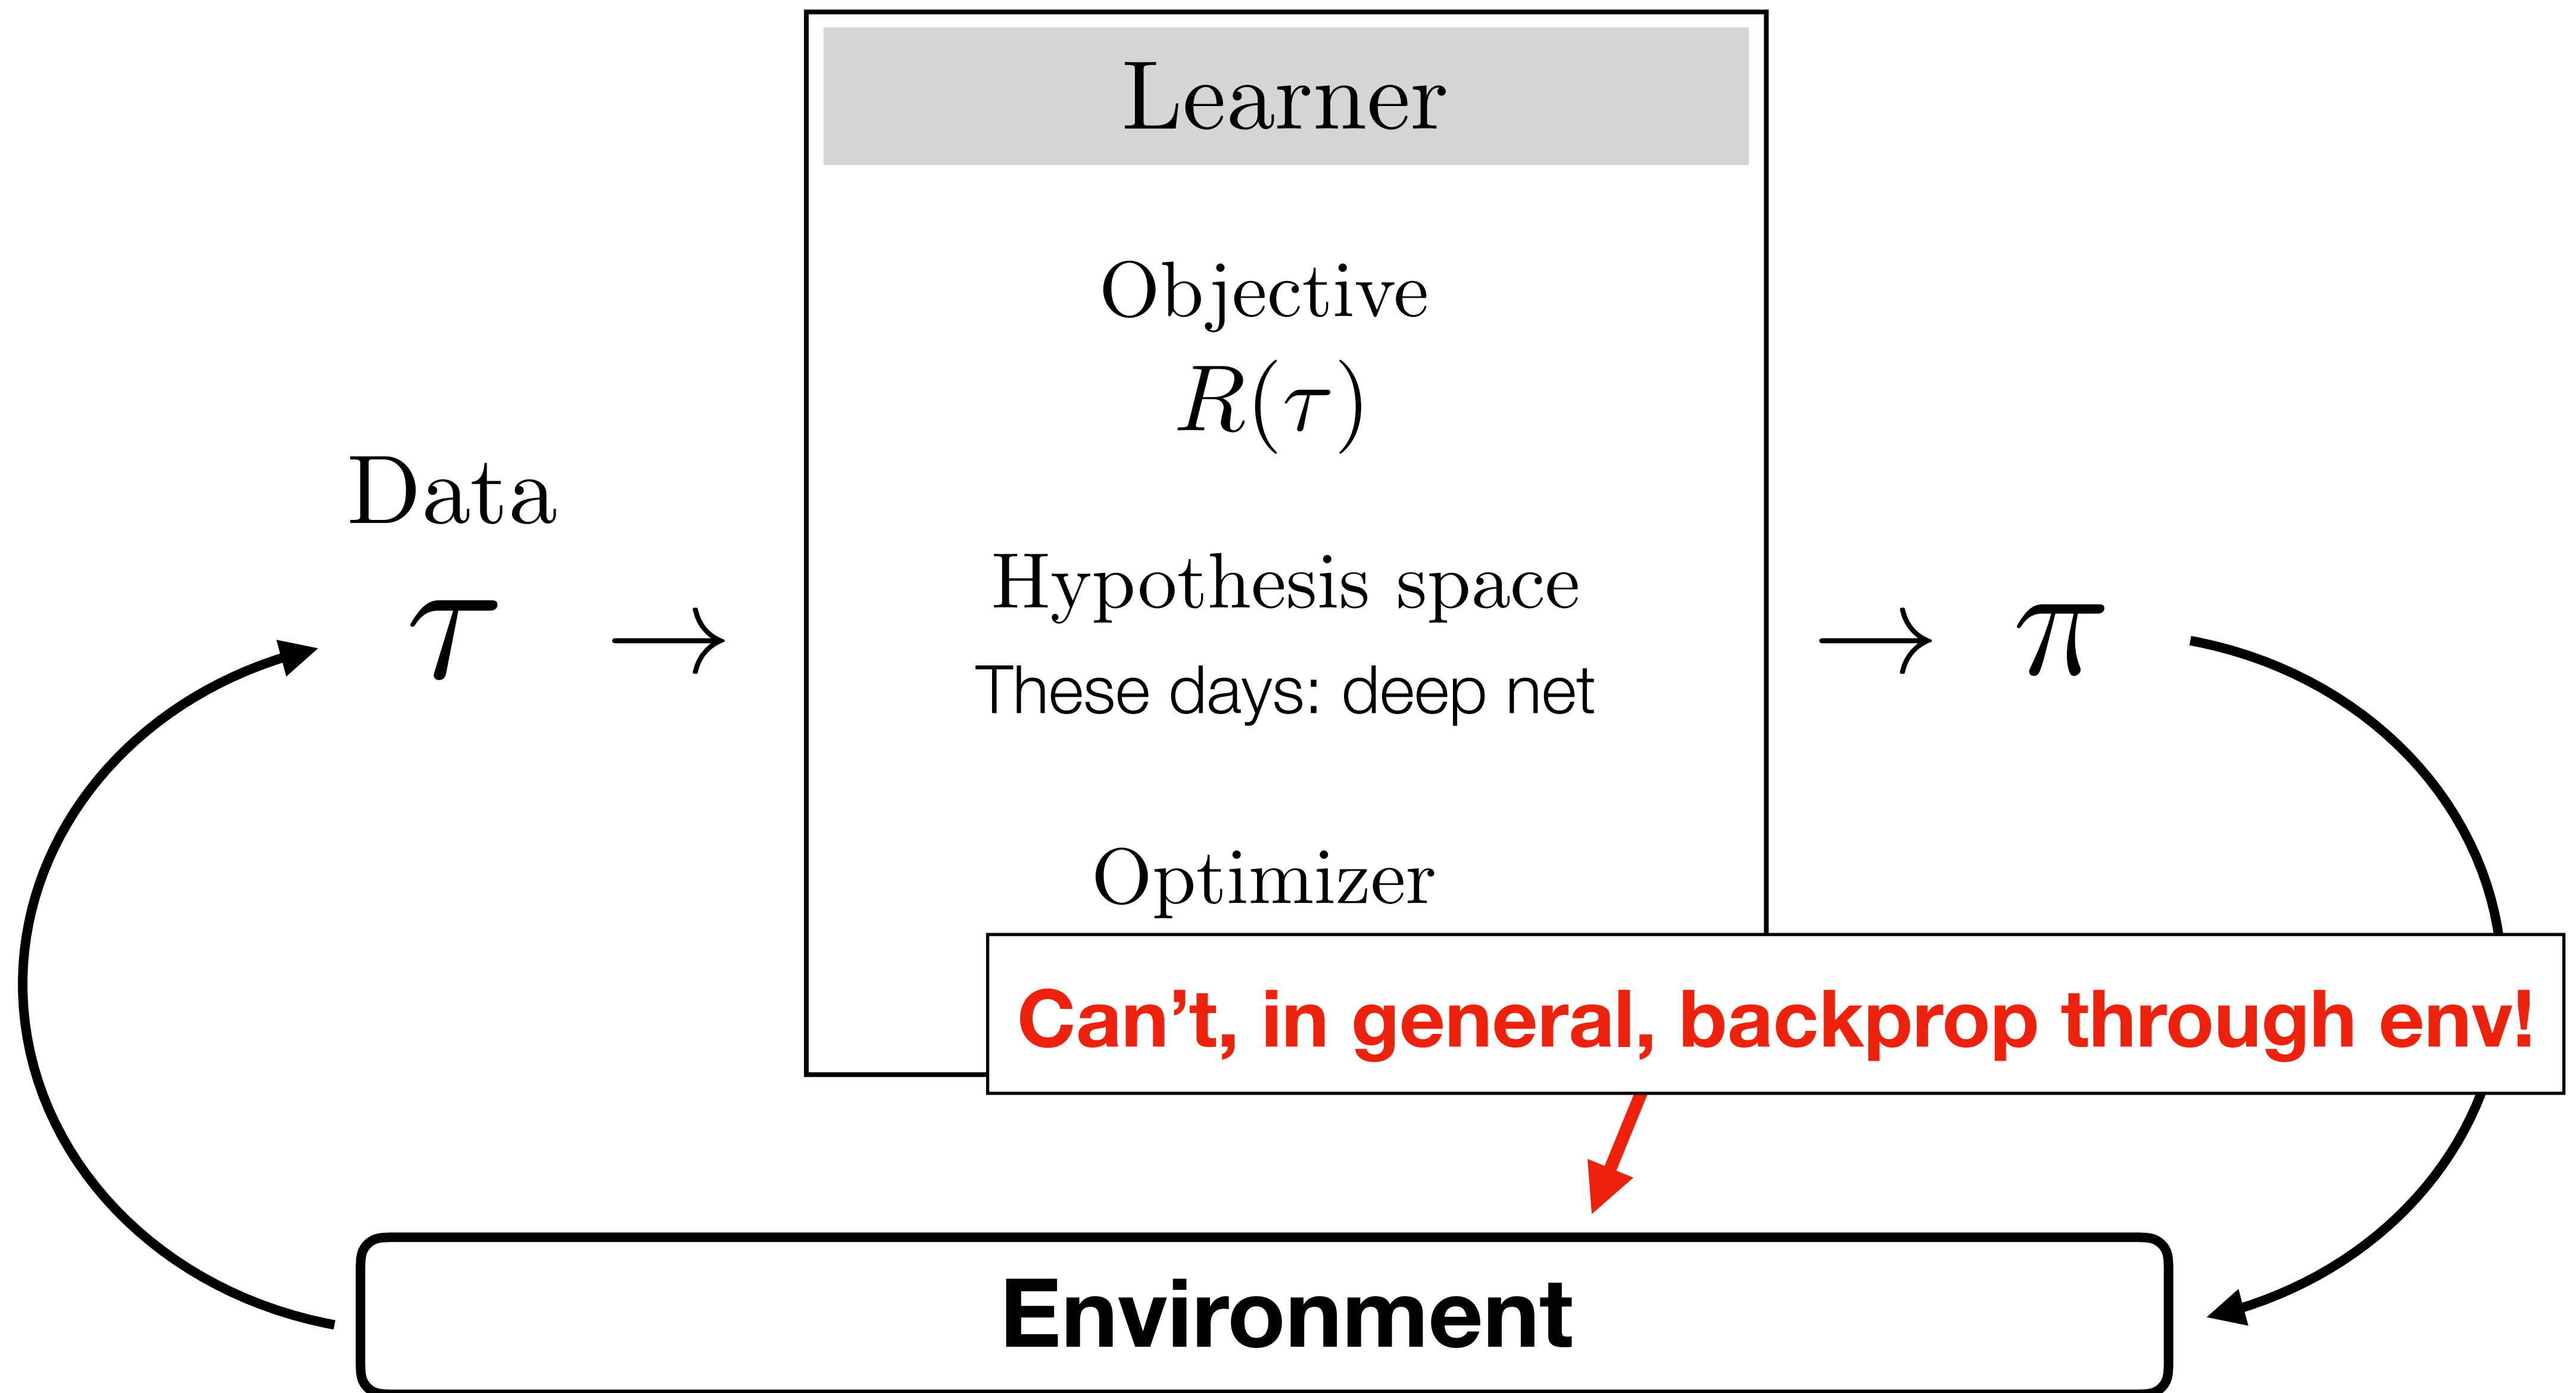 Learner
Objective
R(τ)
Data
τ →
Hypothesis space
These days: deep net
→ π
Optimizer
Can’t, in general, backprop through env!
Environment